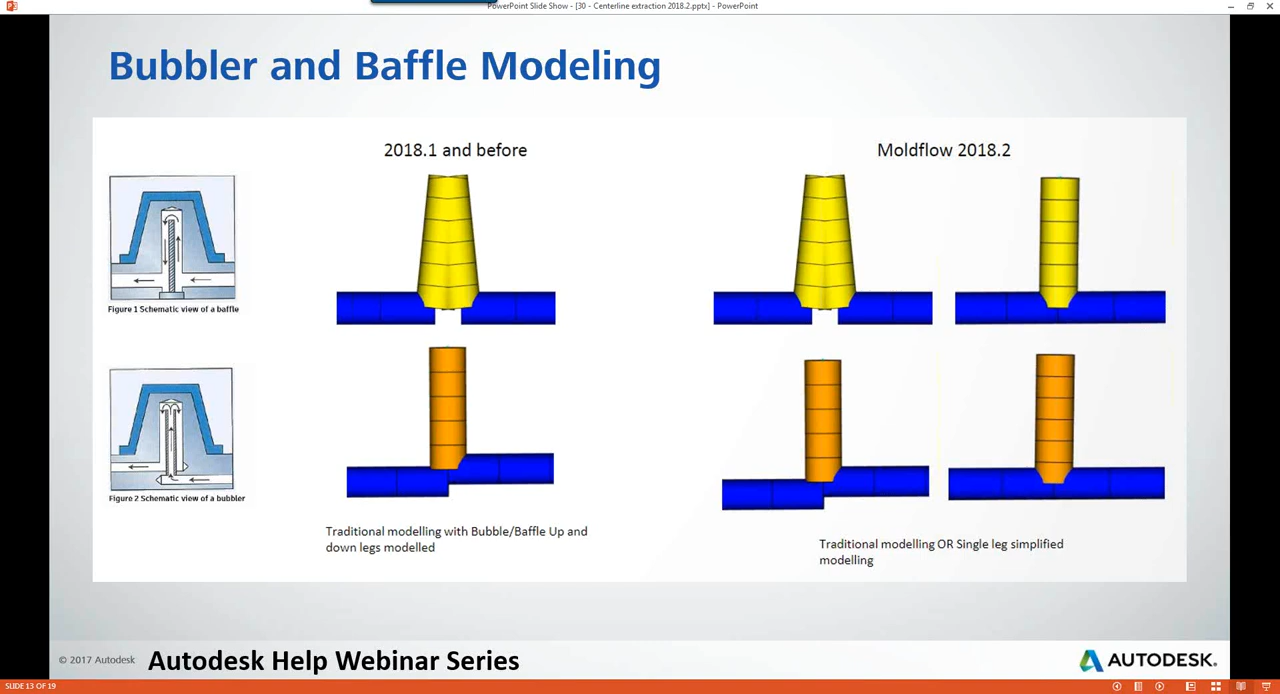 PowerPoint Slide Show - [30 - Centerline extraction 2018.2.pptx] - PowerPoint
Bubbler and Baffle Modeling
2018.1 and before
Moldflow 2018.2
Figure 1 Schematic view of a baffle
Figure 2 Schematic view of a bubbler
Traditional modelling with Bubble/Baffle Up and
down legs modelled
Traditional modelling OR Single leg simplified
modelling
© 2017 Autodesk
Autodesk Help Webinar Series
AUTODESK.
SLIDE 13 OF 19